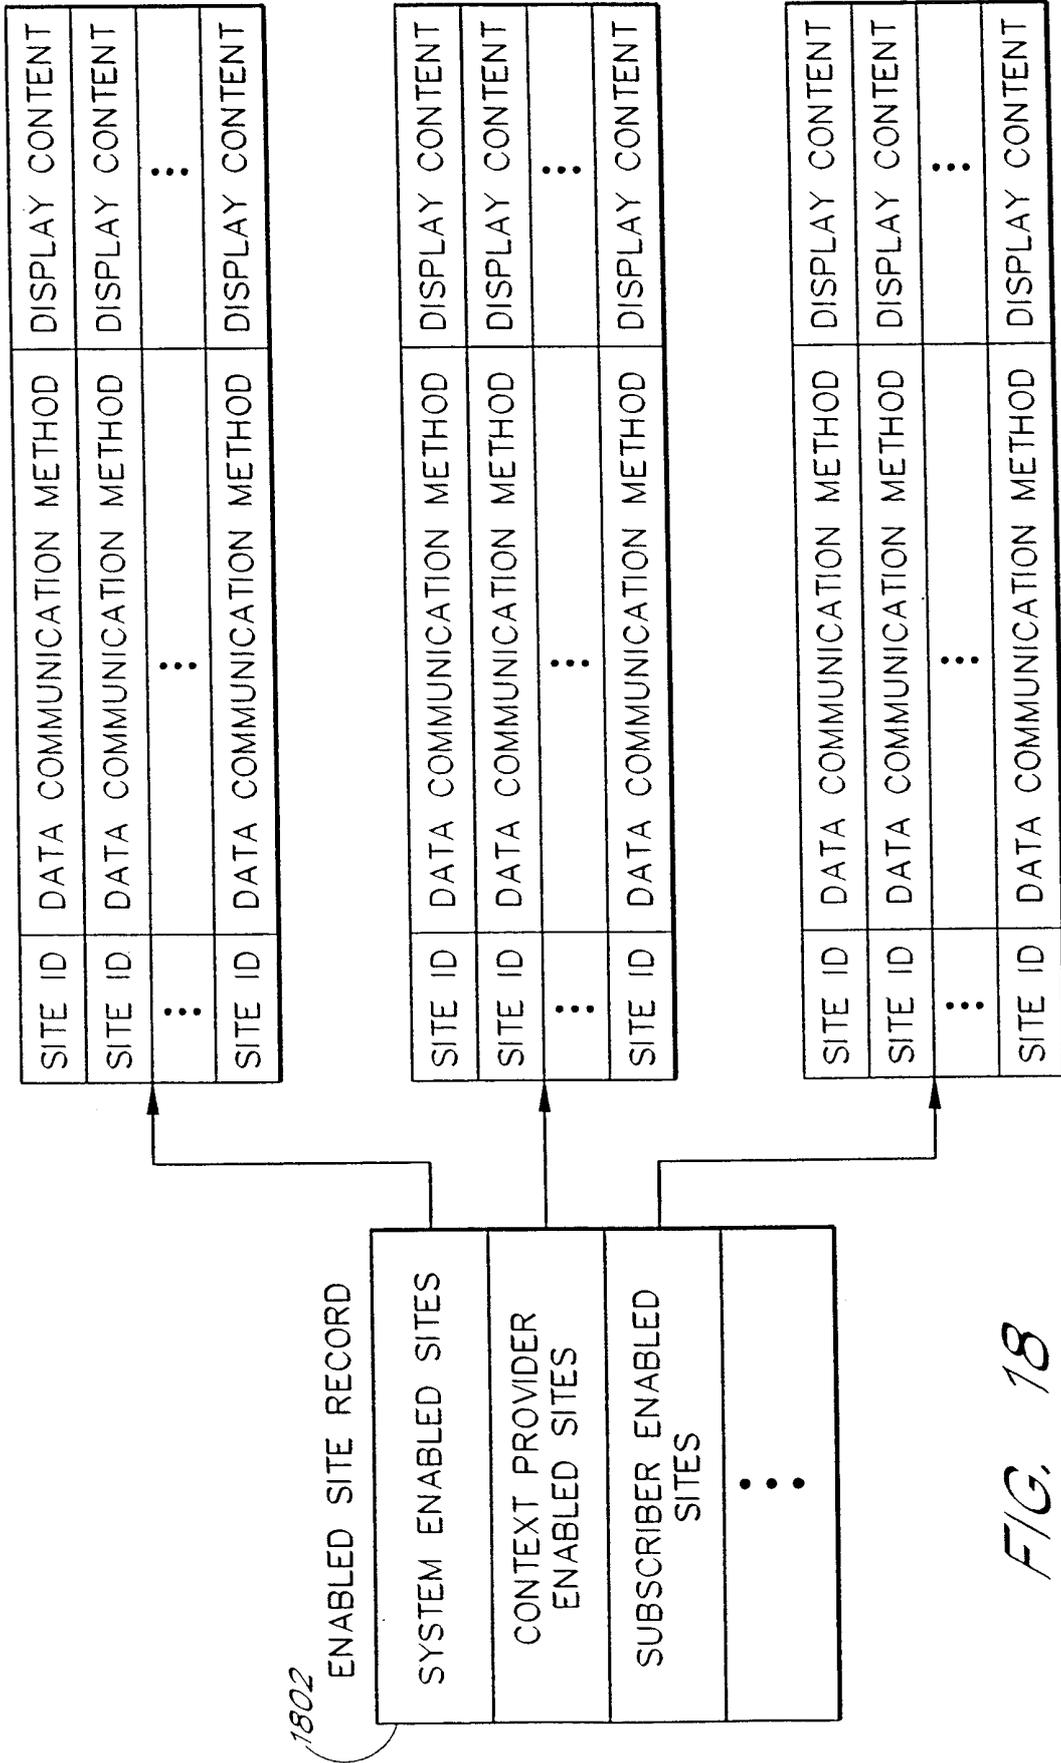 1802
ENABLED SITE RECORD
SYSTEM ENABLED SITES
CONTEXT PROVIDER
ENABLED SITES
SUBSCRIBER ENABLED
SITES
•••
SITE ID DATA COMMUNICATION METHOD DISPLAY CONTENT
SITE ID DATA COMMUNICATION METHOD DISPLAY CONTENT
••• ••• •••
SITE ID DATA COMMUNICATION METHOD DISPLAY CONTENT
SITE ID DATA COMMUNICATION METHOD DISPLAY CONTENT
SITE ID DATA COMMUNICATION METHOD DISPLAY CONTENT
••• ••• •••
SITE ID DATA COMMUNICATION METHOD DISPLAY CONTENT
SITE ID DATA COMMUNICATION METHOD DISPLAY CONTENT
SITE ID DATA COMMUNICATION METHOD DISPLAY CONTENT
••• ••• •••
SITE ID DATA COMMUNICATION METHOD DISPLAY CONTENT
FIG. 18